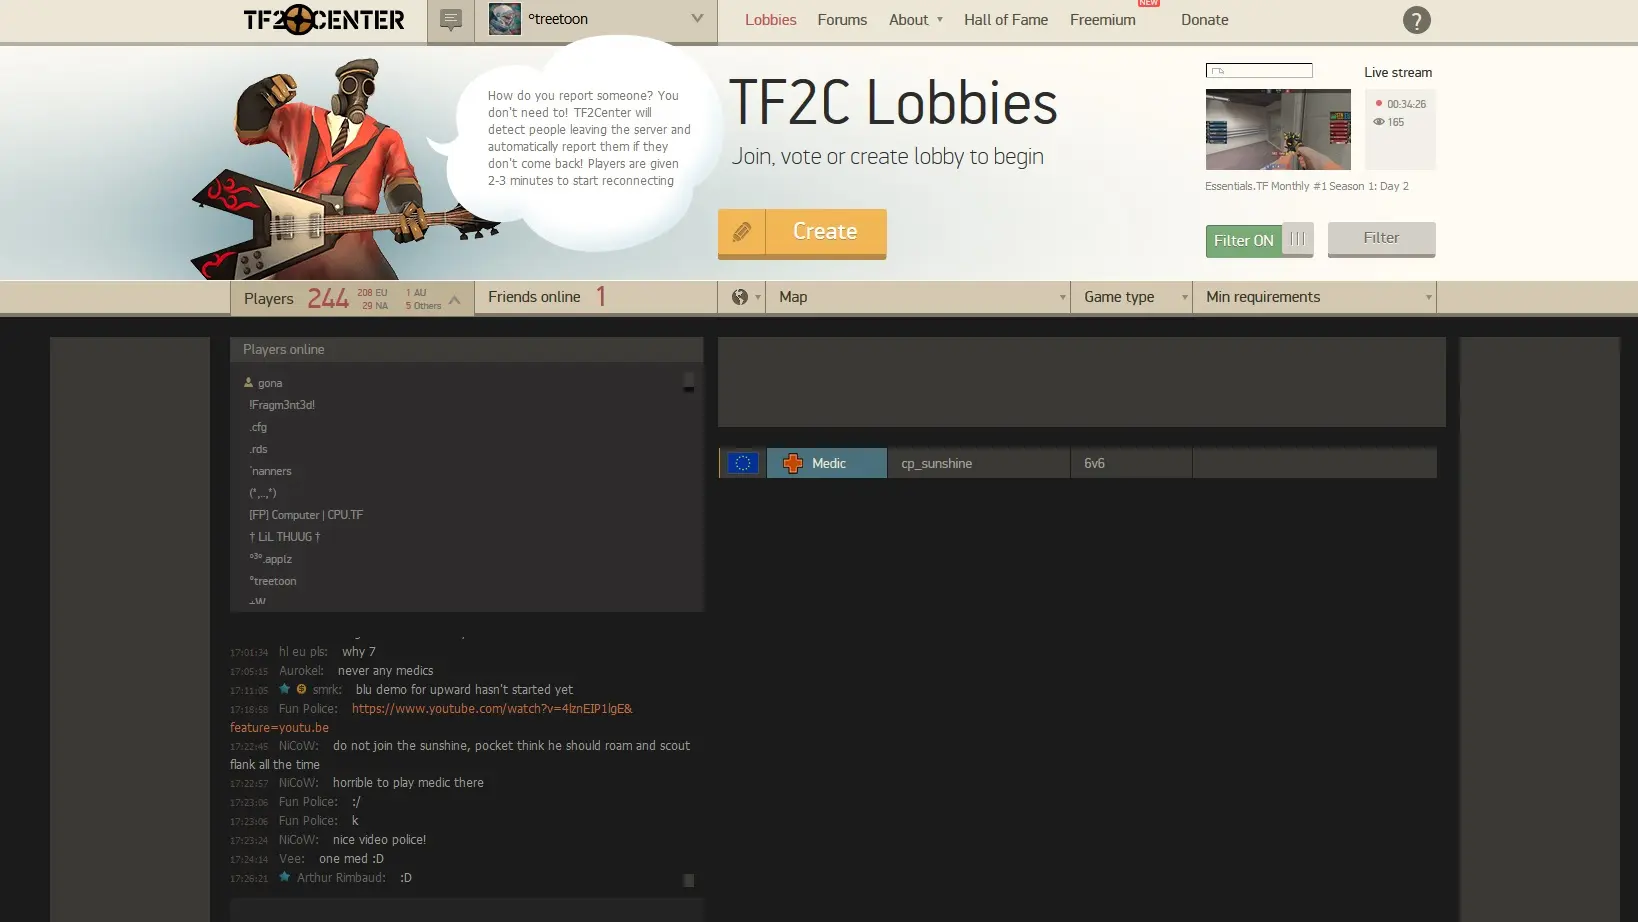 TF2CENTER
°treetoon
Lobbies
Forums
About
Hall of Fame
Freemium
NEW
Donate
?
How do you report someone? You
don't need to! TF2Center will
detect people leaving the server and
automatically report them if they
don't come back! Players are given
2-3 minutes to start reconnecting
TF2C Lobbies
Join, vote or create lobby to begin
Create
Live stream
00:34:26
165
Essentials.TF Monthly #1 Season 1: Day 2
Filter ON
Filter
Players 244 208 EU 1 AU
29 NA 5 Others
Friends online 1
Map
Game type
Min requirements
Players online
gona
!Fragm3nt3d!
.cfg
.rds
`nanners
(*,..,*)
[FP] Computer | CPU.TF
† LiL THUUG †
°³°.applz
°treetoon
Medic
cp_sunshine
6v6
17:01:34 hl eu pls: why 7
17:05:15 Aurokel: never any medics
17:11:05 smrk: blu demo for upward hasn't started yet
17:18:58 Fun Police: https://www.youtube.com/watch?v=4lznEIP1lgE&
feature=youtu.be
17:22:45 NiCoW: do not join the sunshine, pocket think he should roam and scout
flank all the time
17:22:57 NiCoW: horrible to play medic there
17:23:06 Fun Police: :/
17:23:06 Fun Police: k
17:23:24 NiCoW: nice video police!
17:24:14 Vee: one med :D
17:26:21 Arthur Rimbaud: :D